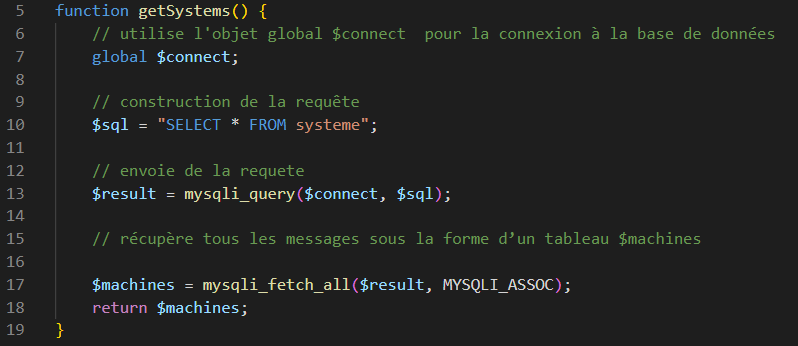 5 function getSystems() {
6 // utilise l'objet global $connect  pour la connexion à la base de données
7 global $connect;
8
9 // construction de la requête
10 $sql = "SELECT * FROM systeme";
11
12 // envoie de la requete
13 $result = mysqli_query($connect, $sql);
14
15 // récupère tous les messages sous la forme d’un tableau $machines
16
17 $machines = mysqli_fetch_all($result, MYSQLI_ASSOC);
18 return $machines;
19 }